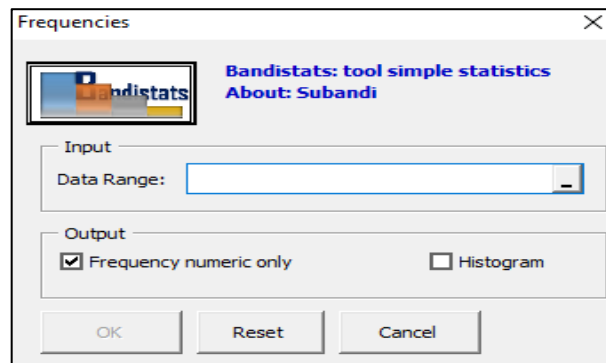 Frequencies
Bandistats
Bandistats: tool simple statistics
About: Subandi
Input
Data Range:
Output
Frequency numeric only
Histogram
OK
Reset
Cancel